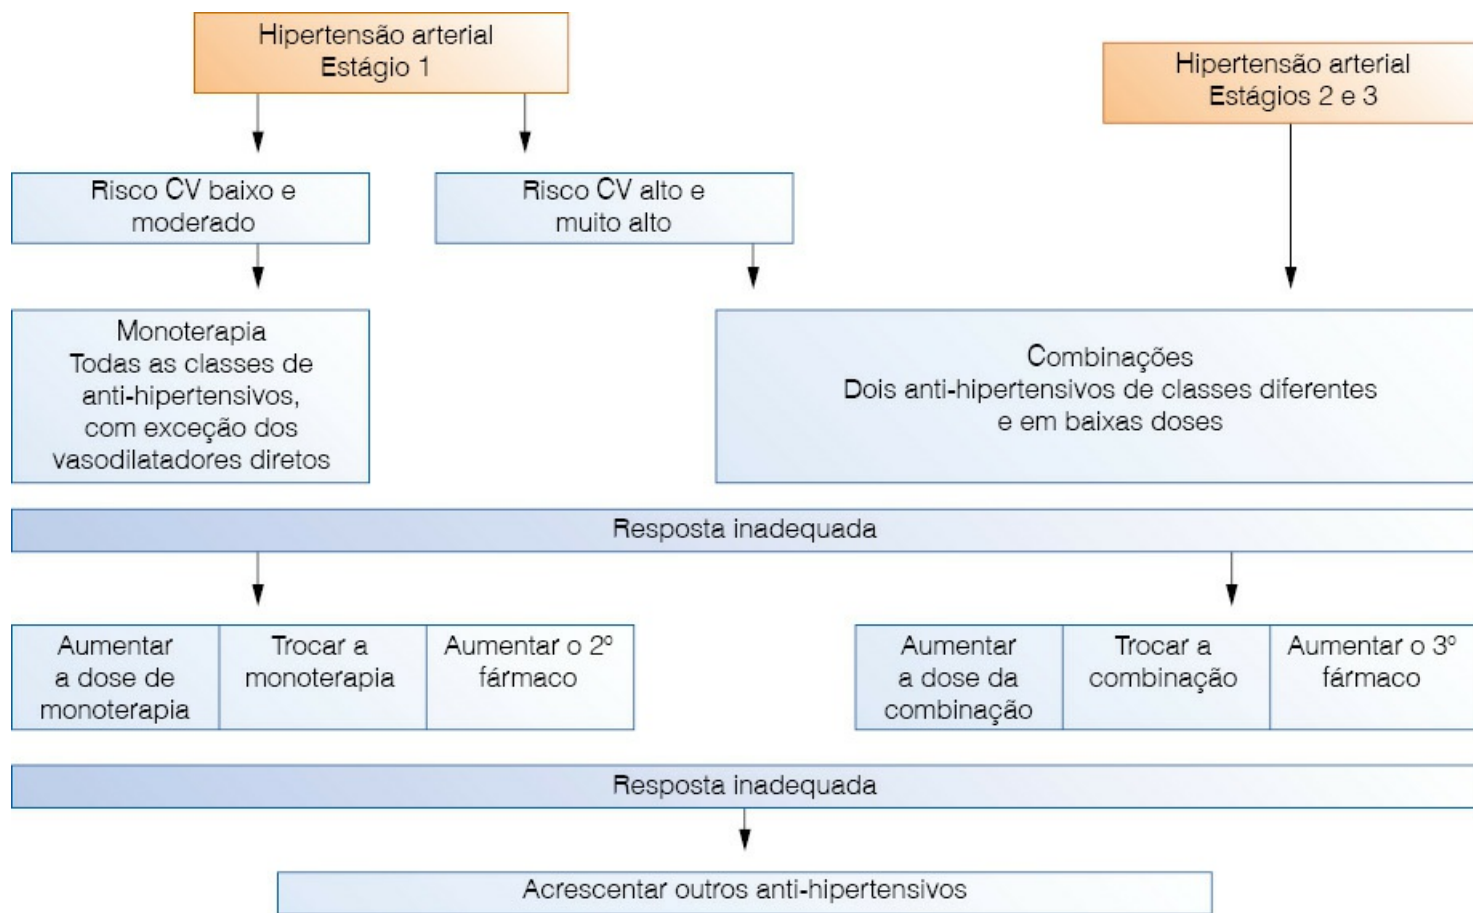 Hipertensão arterial
Estágio 1
Hipertensão arterial
Estágios 2 e 3
Risco CV baixo e
moderado
Risco CV alto e
muito alto
Monoterapia
Todas as classes de
anti-hipertensivos,
com exceção dos
vasodilatadores diretos
Combinações
Dois anti-hipertensivos de classes diferentes
e em baixas doses
Resposta inadequada
Aumentar
a dose de
monoterapia
Trocar a
monoterapia
Aumentar o 2º
fármaco
Aumentar
a dose da
combinação
Trocar a
combinação
Aumentar o 3º
fármaco
Resposta inadequada
Acrescentar outros anti-hipertensivos